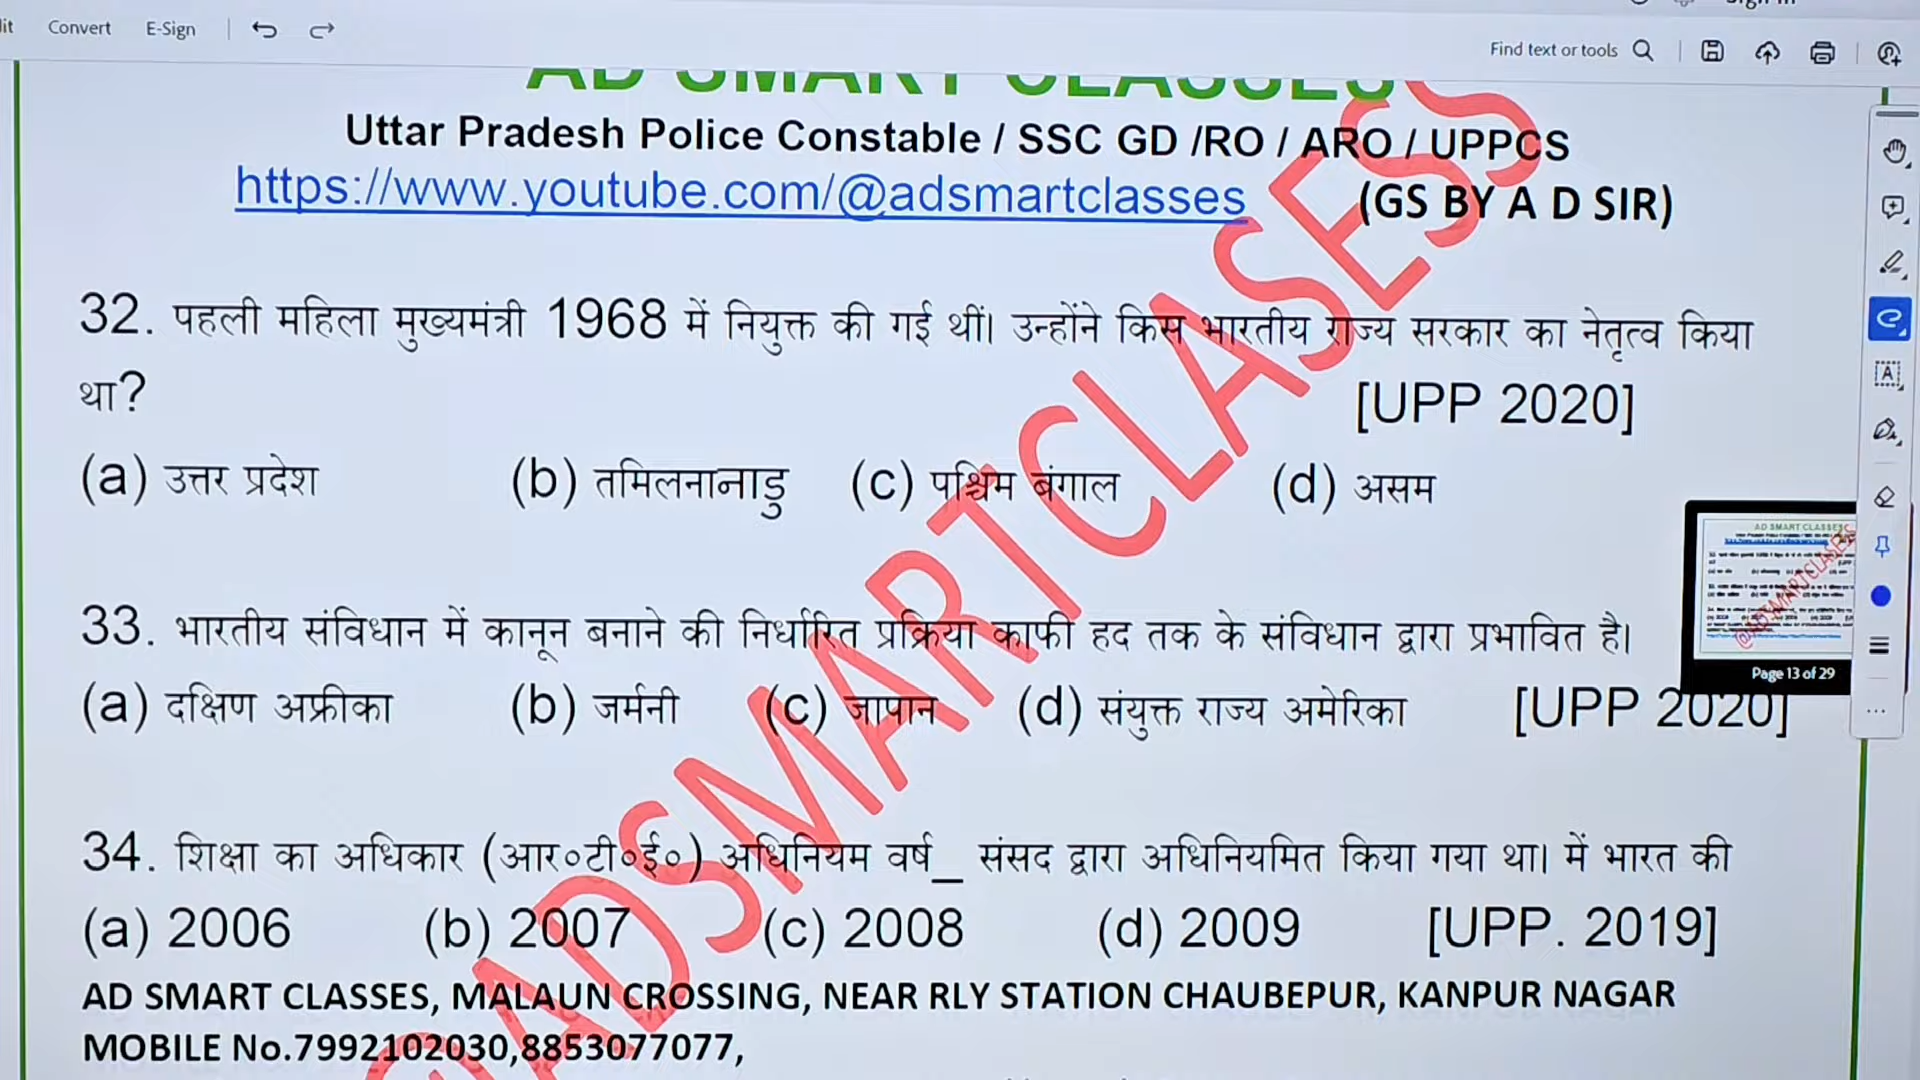 Convert E-Sign
Find text or tools
AD SMART CLASSES
Uttar Pradesh Police Constable / SSC GD /RO / ARO / UPPCS
https://www.youtube.com/@adsmartclasses (GS BY A D SIR)
32. पहली महिला मुख्यमंत्री 1968 में नियुक्त की गई थीं। उन्होंने किस भारतीय राज्य सरकार का नेतृत्व किया
था? [UPP 2020]
(a) उत्तर प्रदेश (b) तमिलनानाडु (c) पश्चिम बंगाल (d) असम
33. भारतीय संविधान में कानून बनाने की निर्धारित प्रक्रिया काफी हद तक के संविधान द्वारा प्रभावित है।
(a) दक्षिण अफ्रीका (b) जर्मनी (c) जापान (d) संयुक्त राज्य अमेरिका [UPP 2020]
Page 13 of 29
34. शिक्षा का अधिकार (आर०टी०ई०) अधिनियम वर्ष_ संसद द्वारा अधिनियमित किया गया था। में भारत की
(a) 2006 (b) 2007 (c) 2008 (d) 2009 [UPP. 2019]
AD SMART CLASSES, MALAUN CROSSING, NEAR RLY STATION CHAUBEPUR, KANPUR NAGAR
MOBILE No.7992102030,8853077077,
@ADSMARTCLASSES